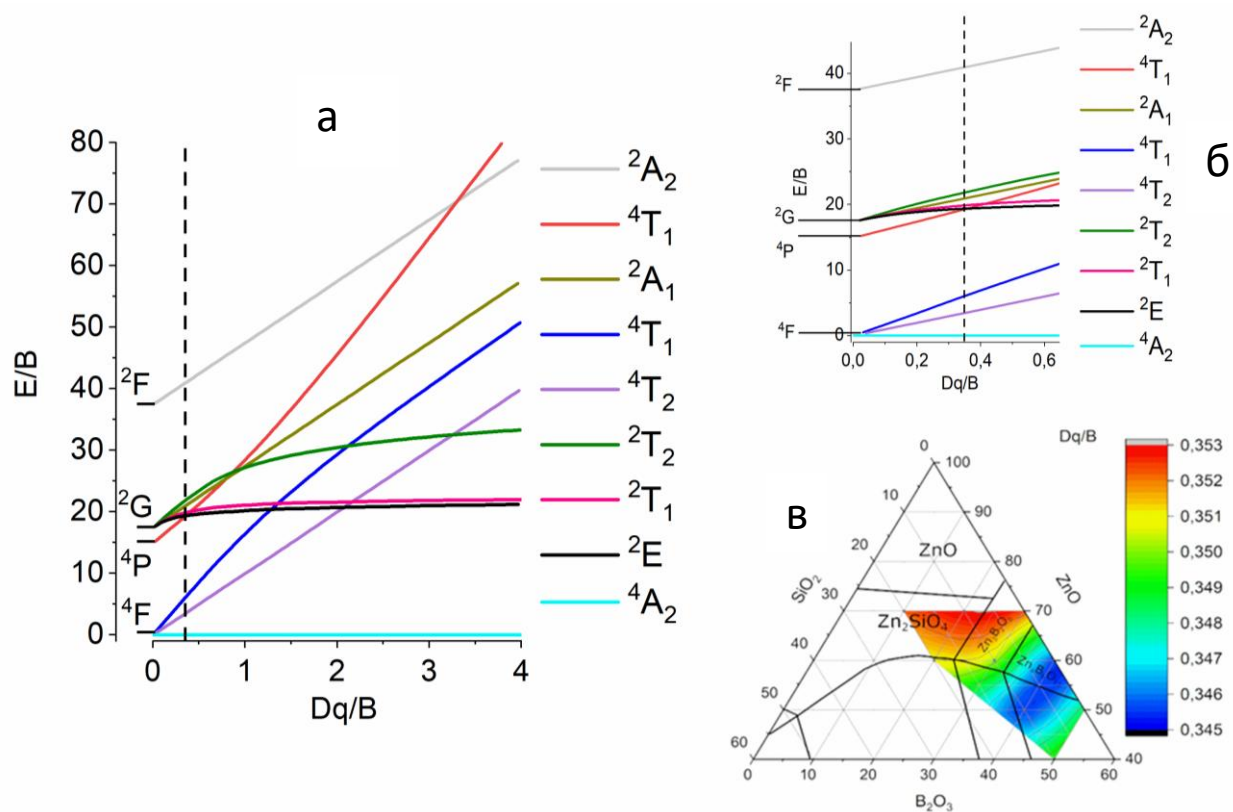 а
E/B
80
70
60
50
40
30
20
10
0
²F
²G
⁴P
⁴F
0
1
2
3
4
Dq/B
²A₂
⁴T₁
²A₁
⁴T₁
⁴T₂
²T₂
²T₁
²E
⁴A₂
б
E/B
40
30
20
10
0
²F
²G
⁴P
⁴F
0,0
0,2
0,4
0,6
Dq/B
²A₂
⁴T₁
²A₁
⁴T₁
⁴T₂
²T₂
²T₁
²E
⁴A₂
в
0
10
20
30
40
50
60
SiO₂
100
90
80
70
60
50
40
ZnO
0
10
20
30
40
50
60
B₂O₃
ZnO
Zn₂SiO₄
Dq/B
0,353
0,352
0,351
0,350
0,349
0,348
0,347
0,346
0,345